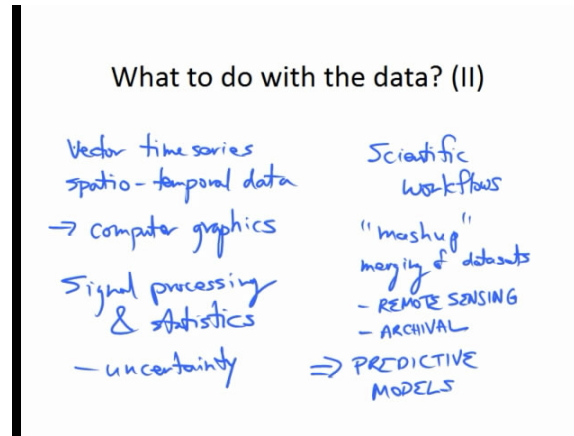 What to do with the data? (II)
Vector time series
spatio-temporal data
→ computer graphics
Signal processing
& statistics
- uncertainty
Scientific
workflows
"mashup"
merging of datasets
- REMOTE SENSING
- ARCHIVAL
⇒ PREDICTIVE
MODELS